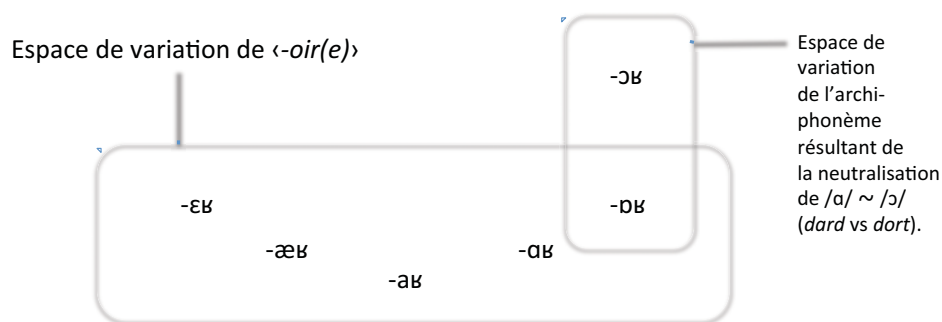 Espace de variation de ‹-oir(e)›
-ɔʀ
Espace de
variation
de l’archi-
phonème
résultant de
la neutralisation
de /ɑ/ ~ /ɔ/
(dard vs dort).
-ɛʁ
-ɒʁ
-æʁ
-ɑʁ
-aʁ